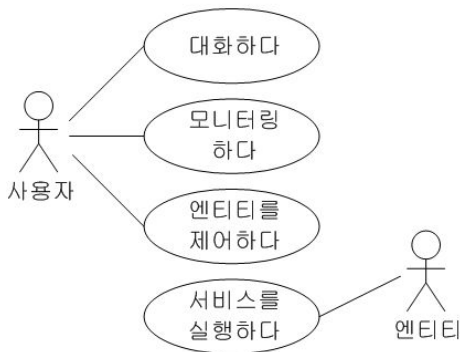 대화하다
모니터링
하다
사용자
엔티티를
제어하다
서비스를
실행하다
엔티티